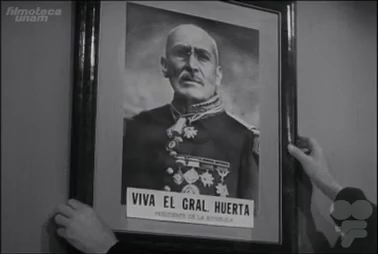 filmoteca
unam
VIVA EL GRAL. HUERTA
PRESIDENTE DE LA REPUBLICA